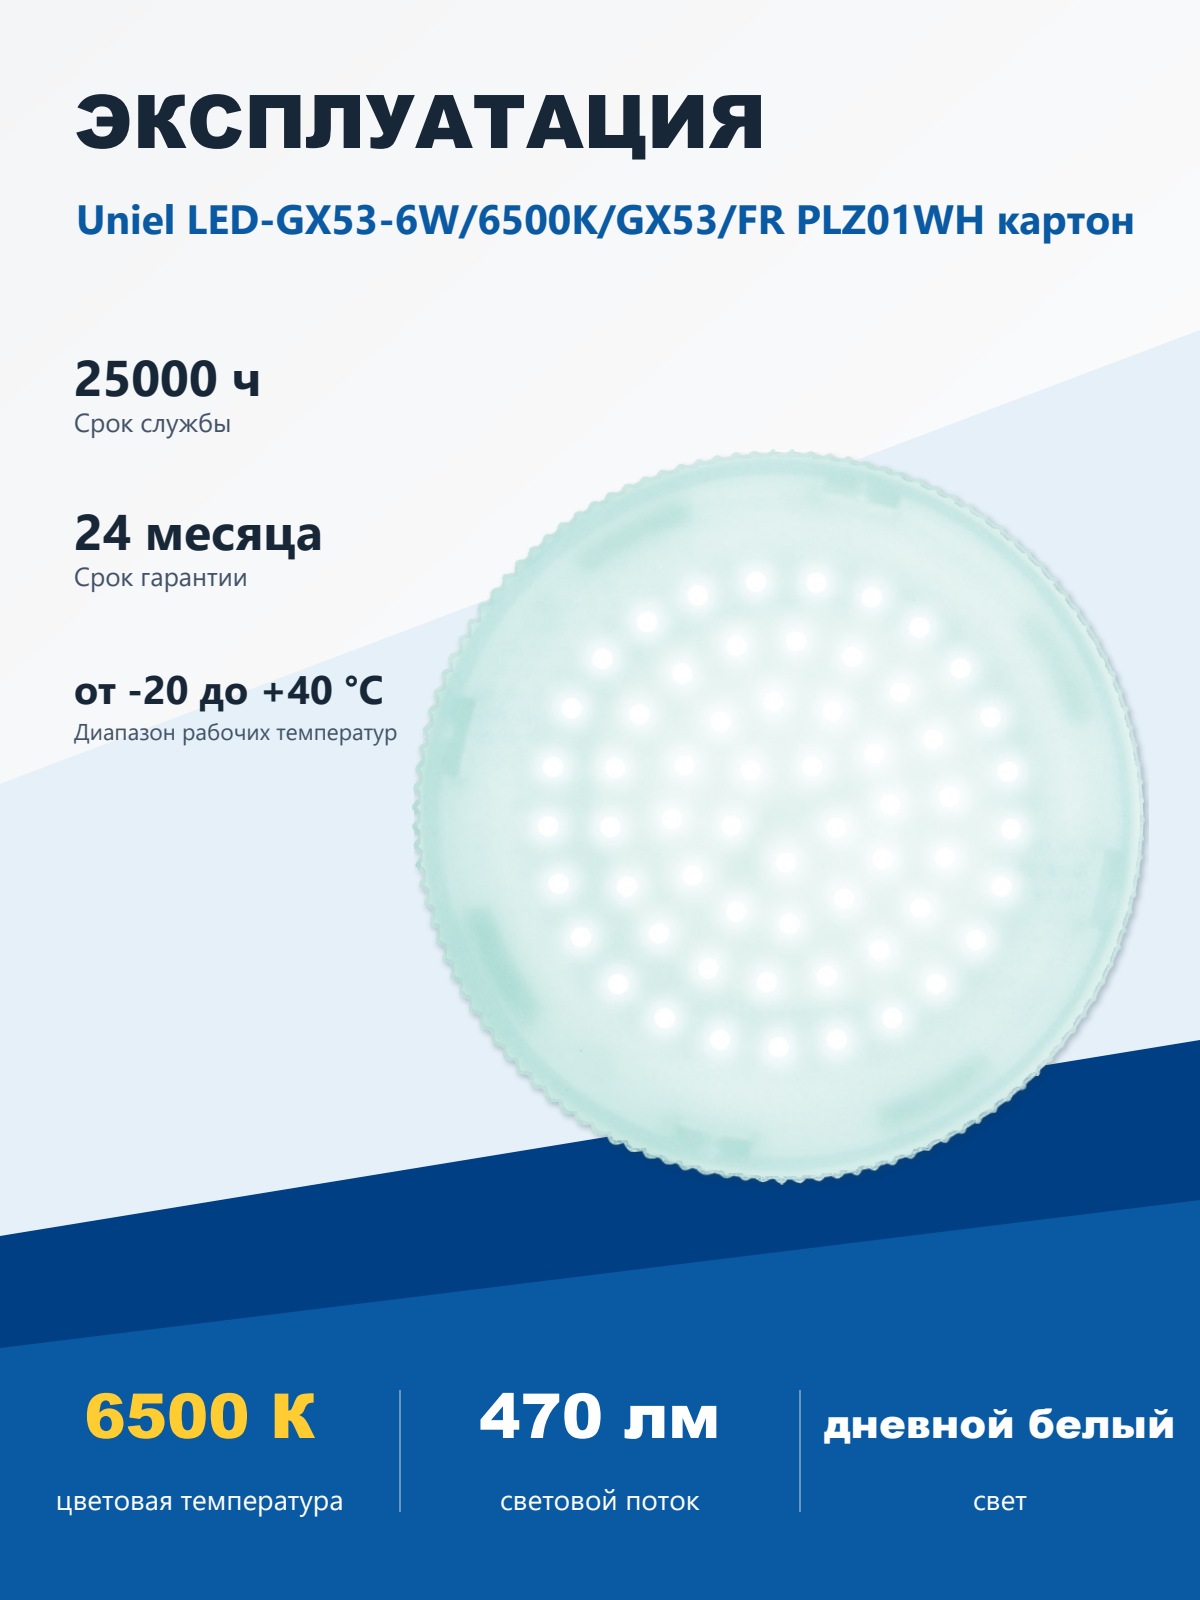 ЭКСПЛУАТАЦИЯ
Uniel LED-GX53-6W/6500K/GX53/FR PLZ01WH картон
25000 ч
Срок службы
24 месяца
Срок гарантии
от -20 до +40 °C
Диапазон рабочих температур
6500 К
цветовая температура
470 лм
световой поток
дневной белый
свет